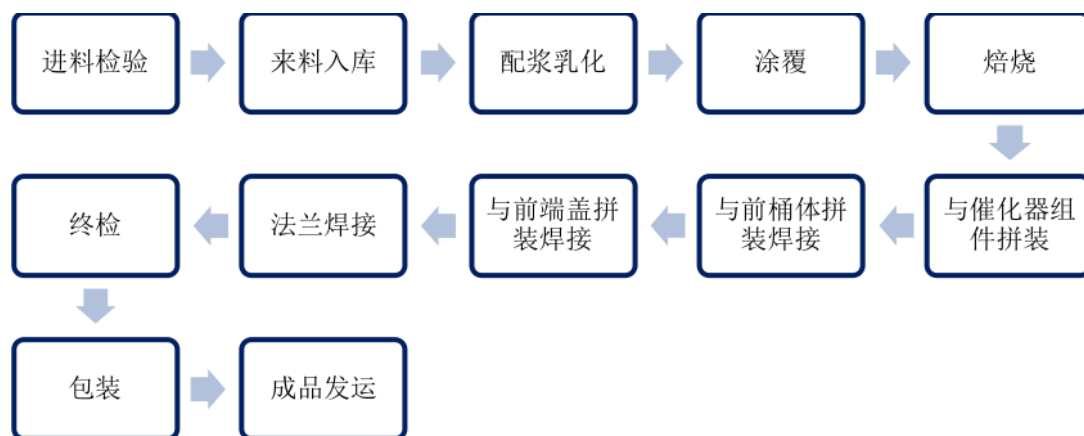 进料检验
来料入库
配浆乳化
涂覆
焙烧
与催化器组
件拼装
与前桶体拼
装焊接
与前端盖拼
装焊接
法兰焊接
终检
包装
成品发运